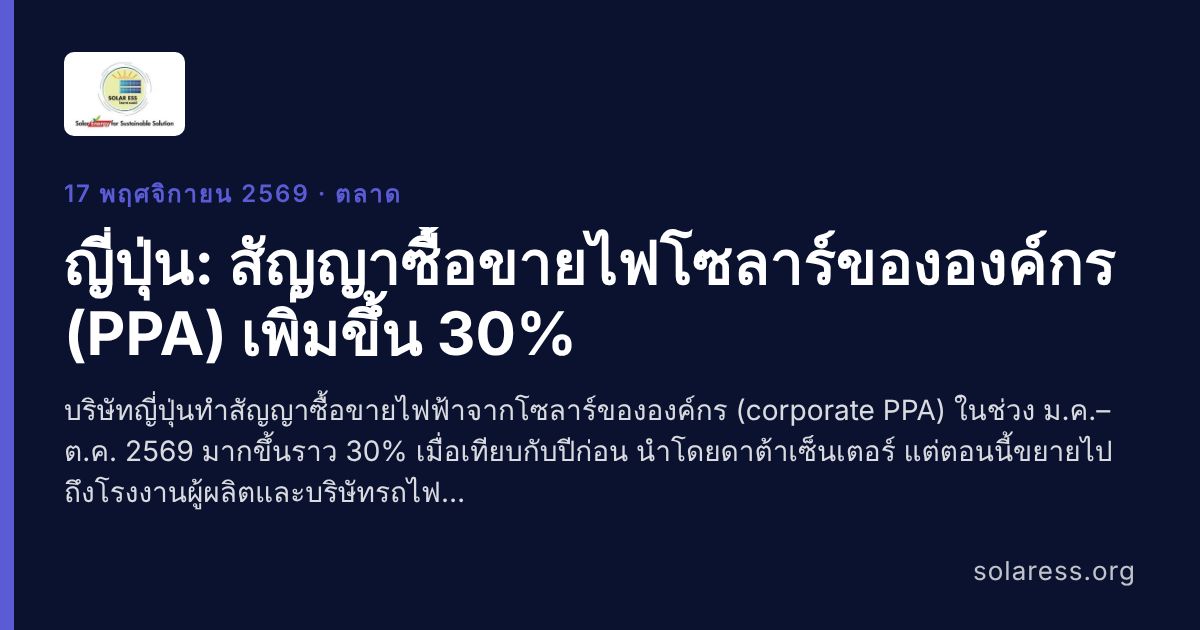 SOLAR ESS
Solar Energy for Sustainable Solution
17 พฤศจิกายน 2569 · ตลาด
ญี่ปุ่น: สัญญาซื้อขายไฟโซลาร์ขององค์กร
(PPA) เพิ่มขึ้น 30%
บริษัทญี่ปุ่นทำสัญญาซื้อขายไฟฟ้าจากโซลาร์ขององค์กร (corporate PPA) ในช่วง ม.ค.–
ต.ค. 2569 มากขึ้นราว 30% เมื่อเทียบกับปีก่อน นำโดยดาต้าเซ็นเตอร์ แต่ตอนนี้ขยายไป
ถึงโรงงานผู้ผลิตและบริษัทรถไฟ...
solaress.org